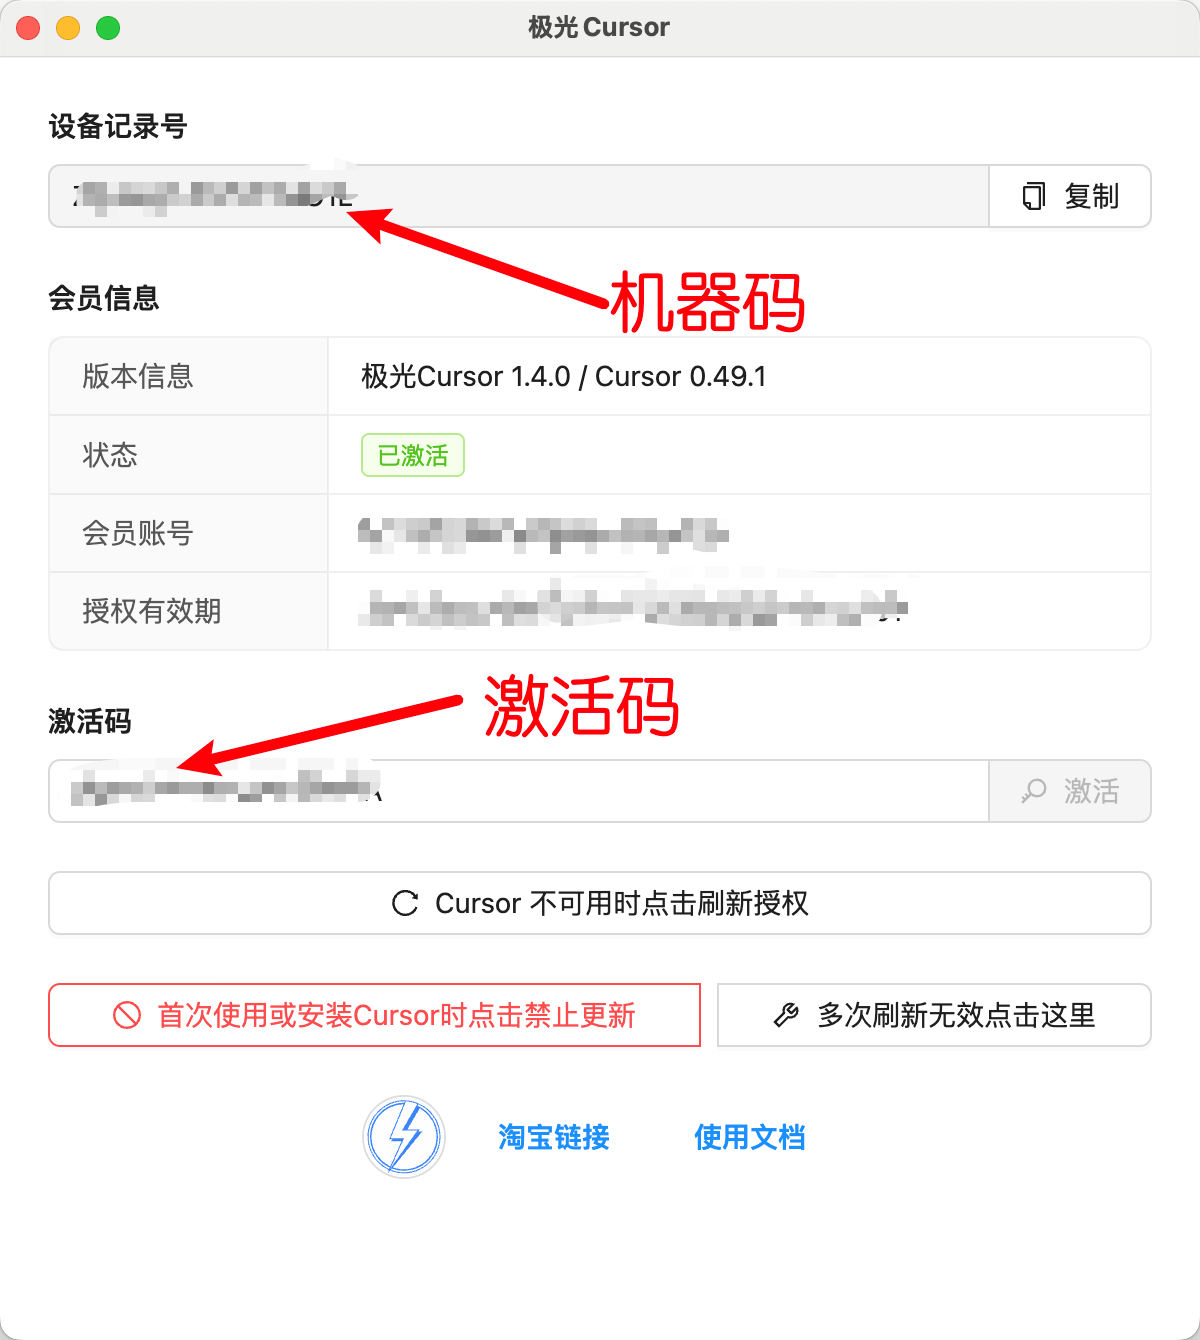 极光Cursor
设备记录号
复制
机器码
会员信息
版本信息 极光Cursor 1.4.0 / Cursor 0.49.1
状态 已激活
会员账号
授权有效期
激活码
激活码
激活
Cursor 不可用时点击刷新授权
首次使用或安装Cursor时点击禁止更新
多次刷新无效点击这里
淘宝链接
使用文档